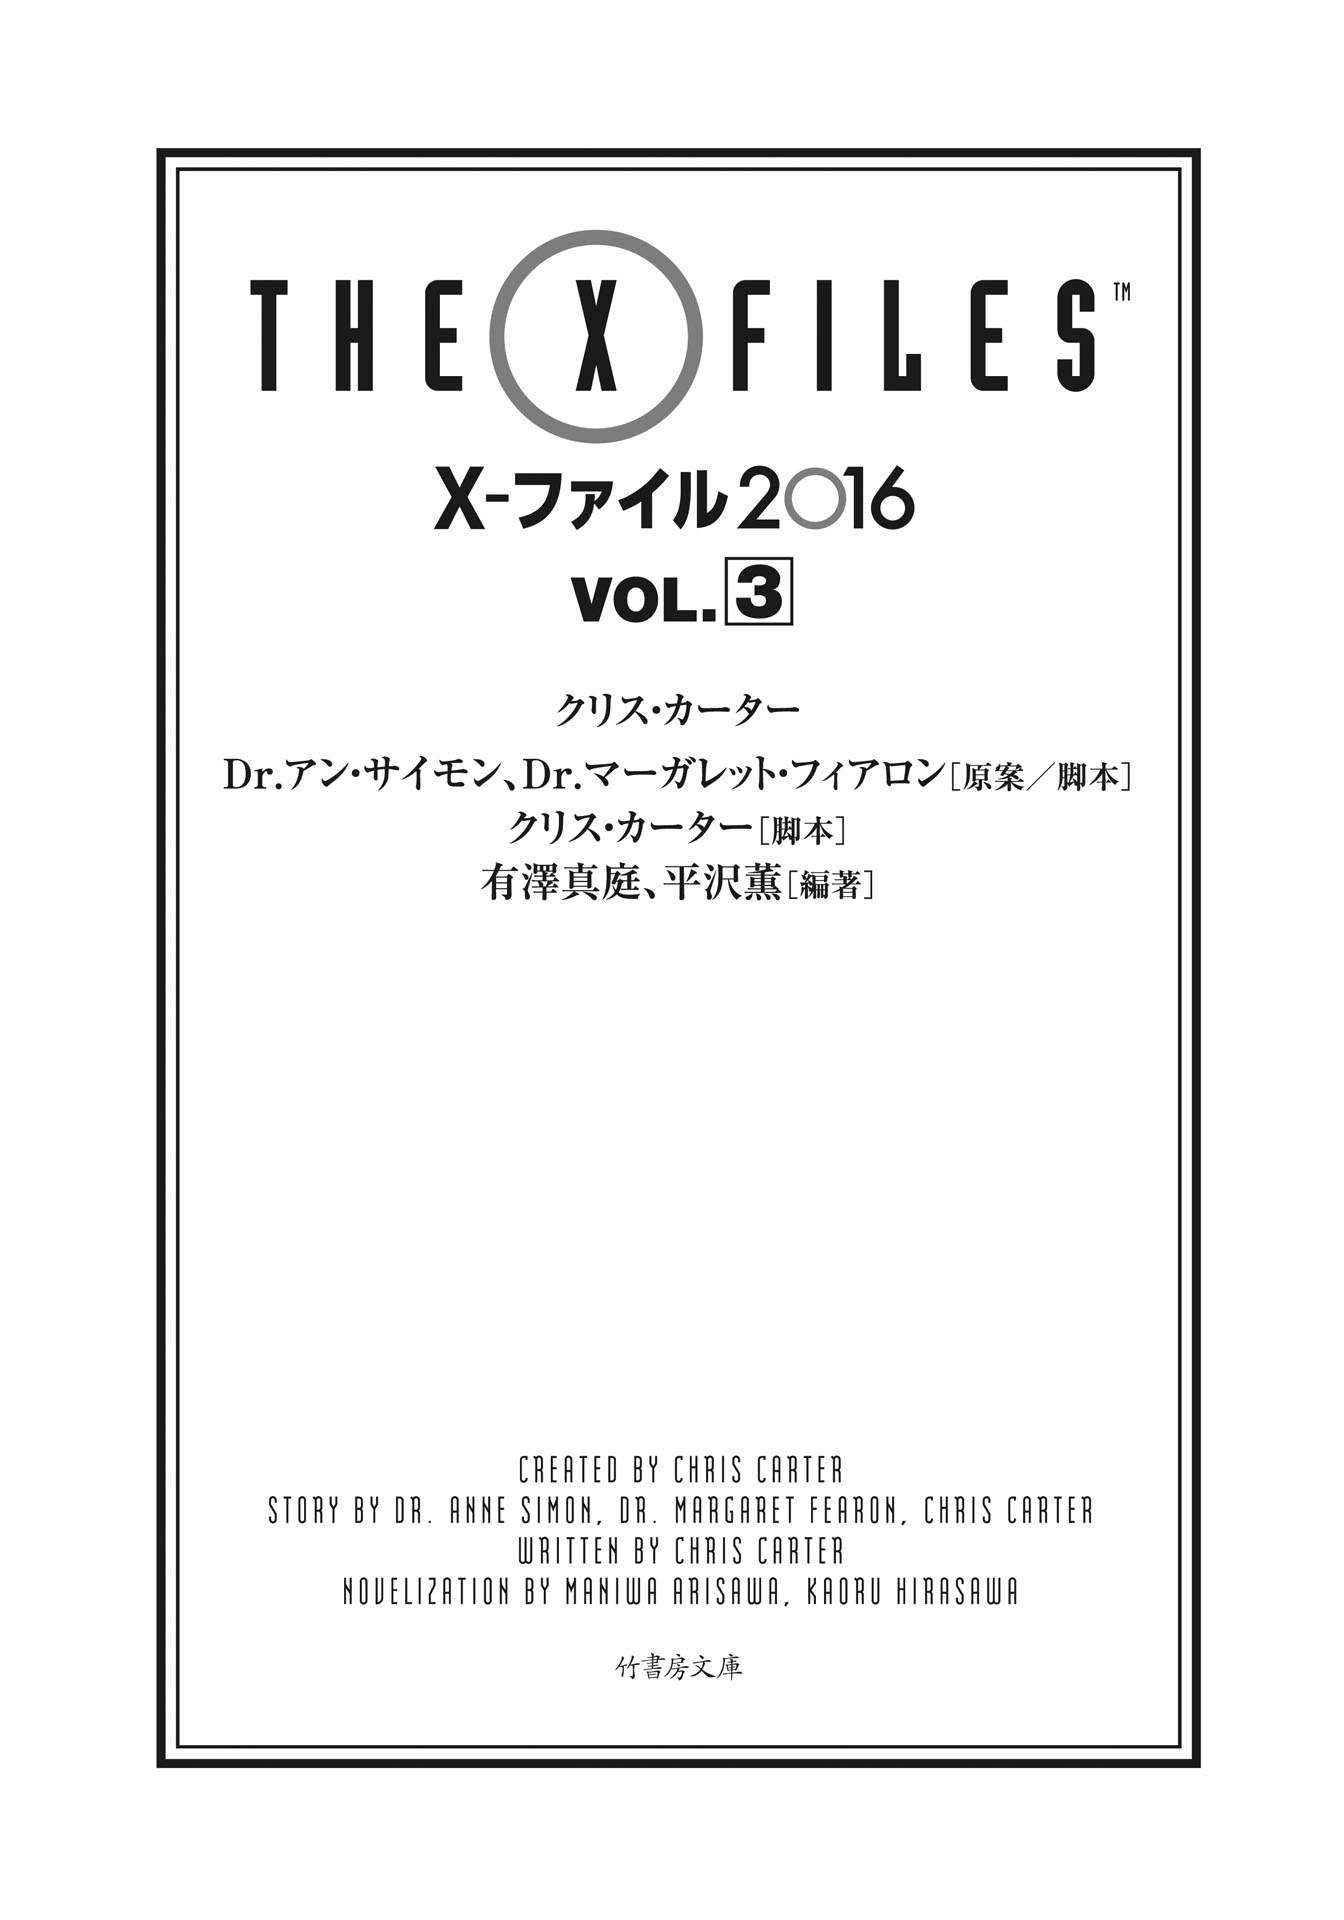 THE X FILES™
X-ファイル2016
VOL.3
クリス・カーター
Dr.アン・サイモン、Dr.マーガレット・フィアロン[原案／脚本]
クリス・カーター[脚本]
有澤真庭、平沢薫[編著]
CREATED BY CHRIS CARTER
STORY BY DR. ANNE SIMON, DR. MARGARET FEARON, CHRIS CARTER
WRITTEN BY CHRIS CARTER
NOVELIZATION BY MANIWA ARISAWA, KAORU HIRASAWA
竹書房文庫